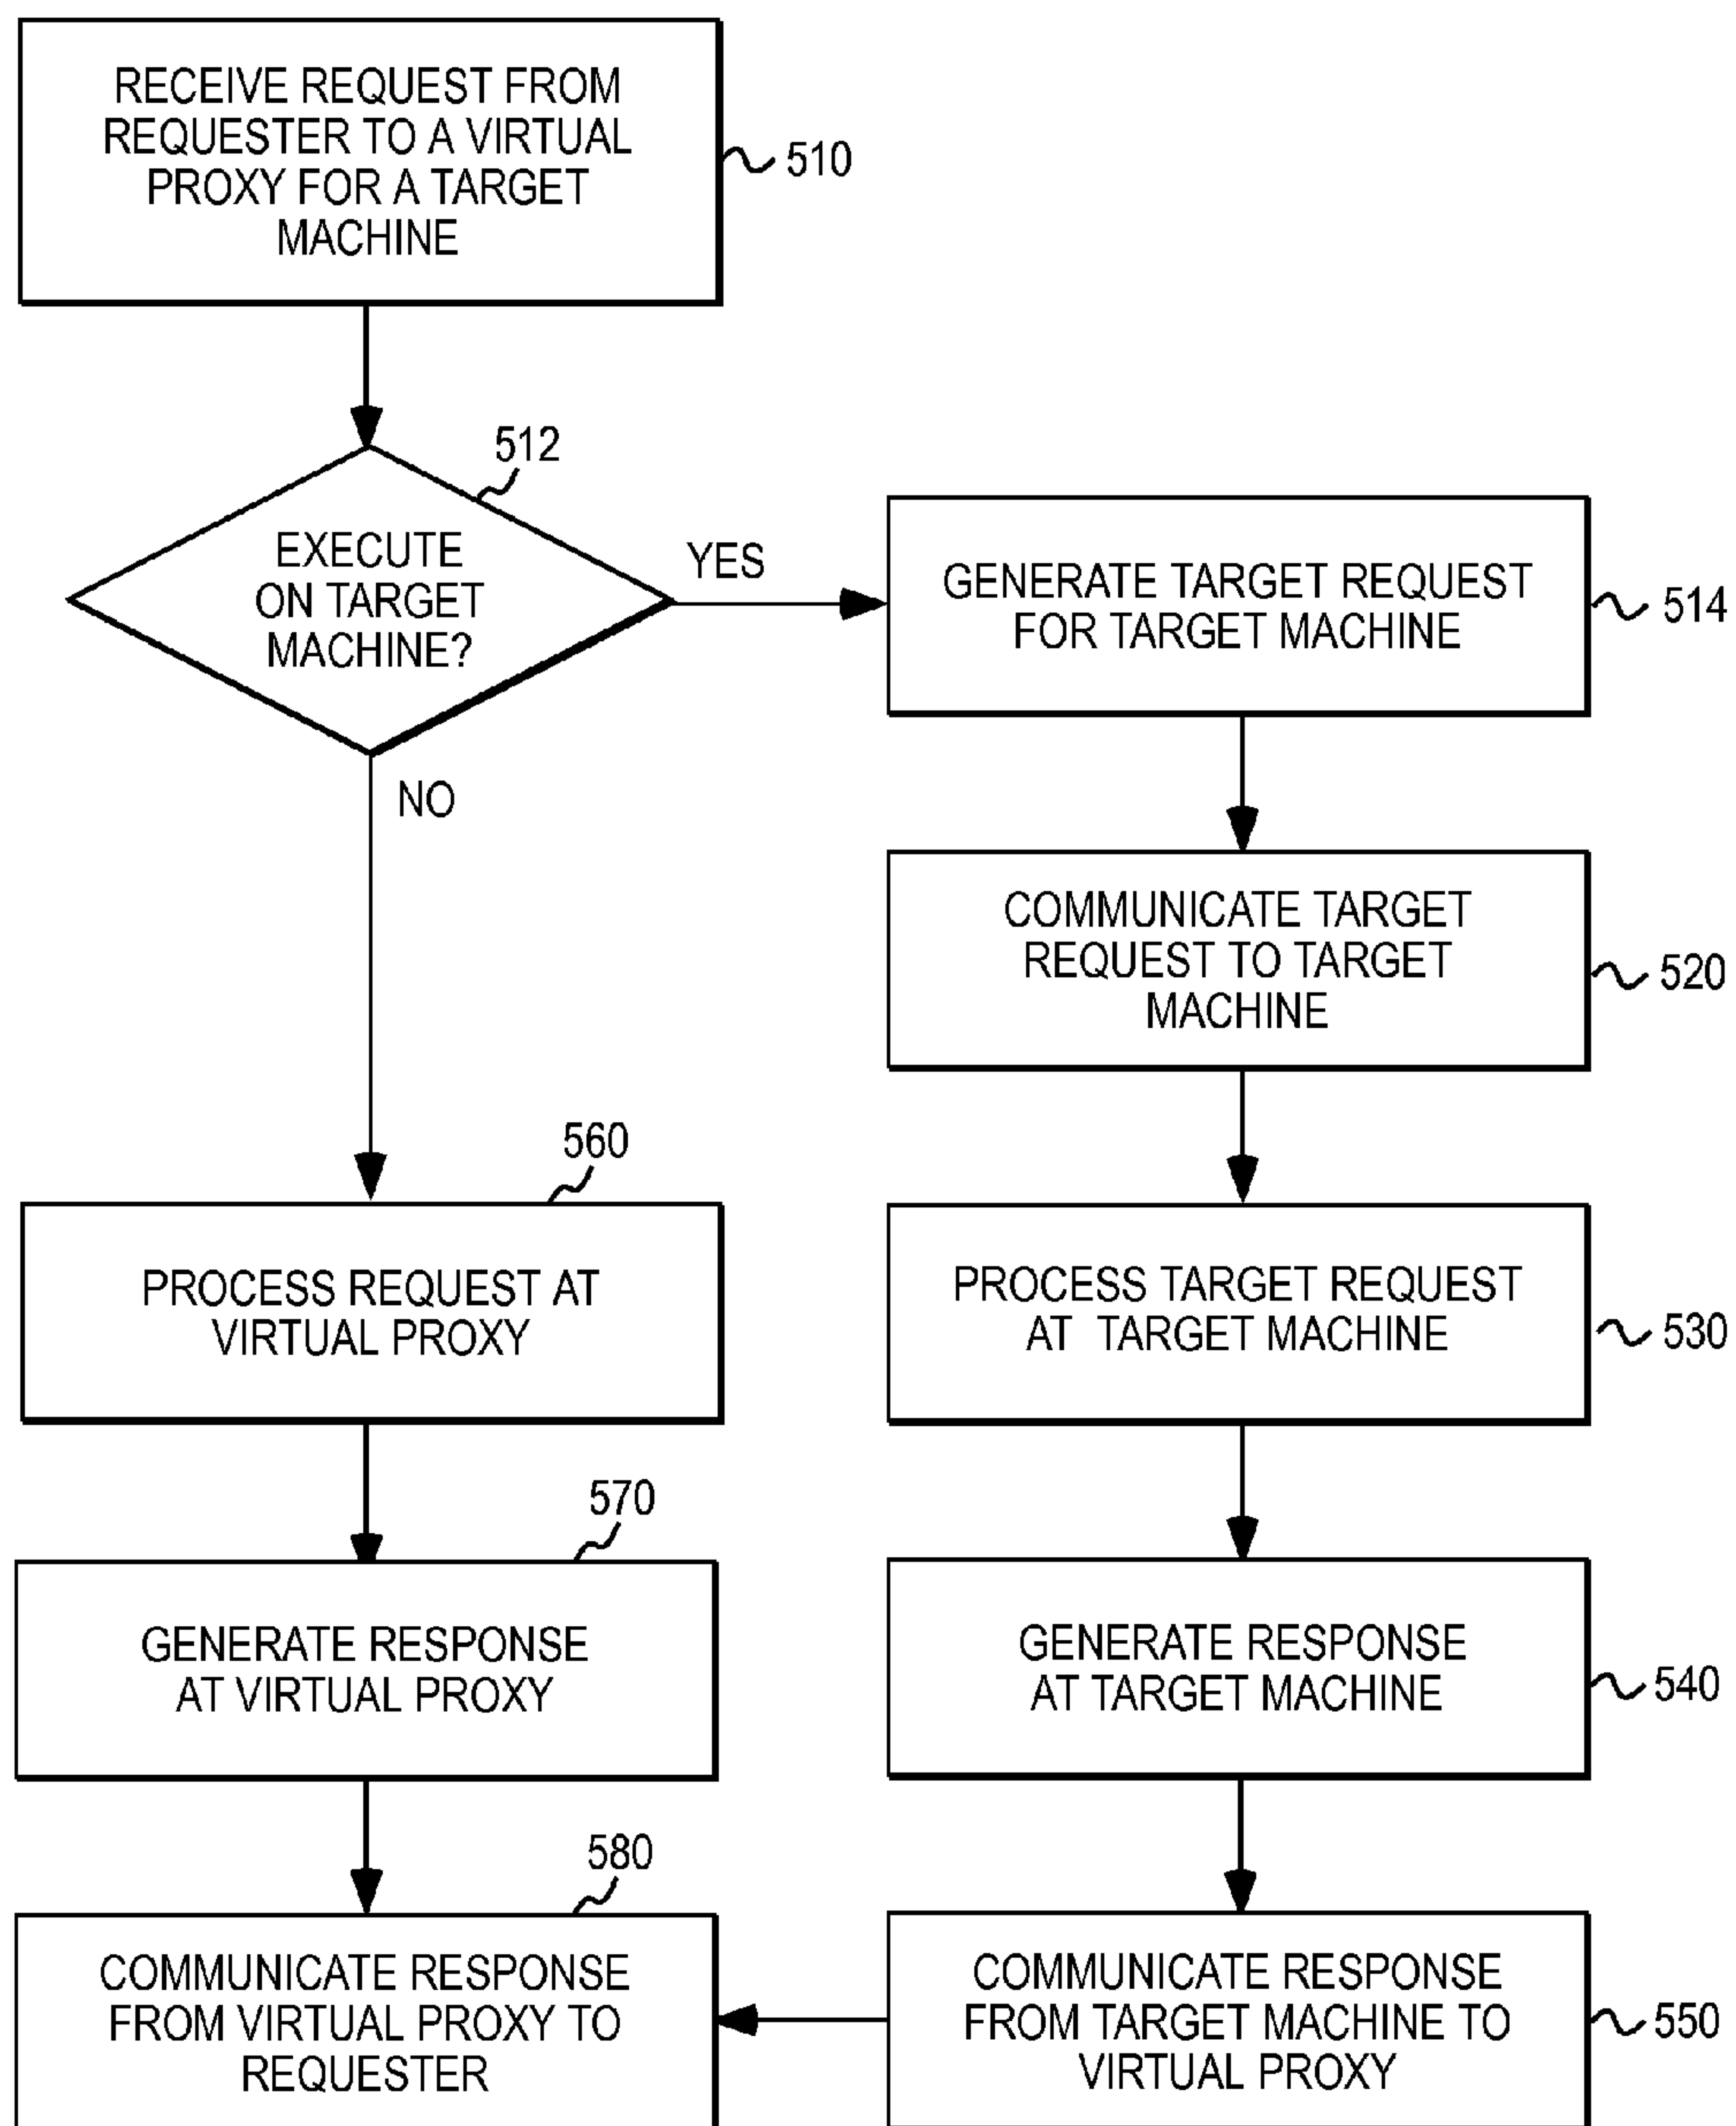 RECEIVE REQUEST FROM
REQUESTER TO A VIRTUAL
PROXY FOR A TARGET
MACHINE
510
512
EXECUTE
ON TARGET
MACHINE?
YES
NO
GENERATE TARGET REQUEST
FOR TARGET MACHINE
514
COMMUNICATE TARGET
REQUEST TO TARGET
MACHINE
520
560
PROCESS REQUEST AT
VIRTUAL PROXY
PROCESS TARGET REQUEST
AT TARGET MACHINE
530
570
GENERATE RESPONSE
AT VIRTUAL PROXY
GENERATE RESPONSE
AT TARGET MACHINE
540
580
COMMUNICATE RESPONSE
FROM VIRTUAL PROXY TO
REQUESTER
COMMUNICATE RESPONSE
FROM TARGET MACHINE TO
VIRTUAL PROXY
550